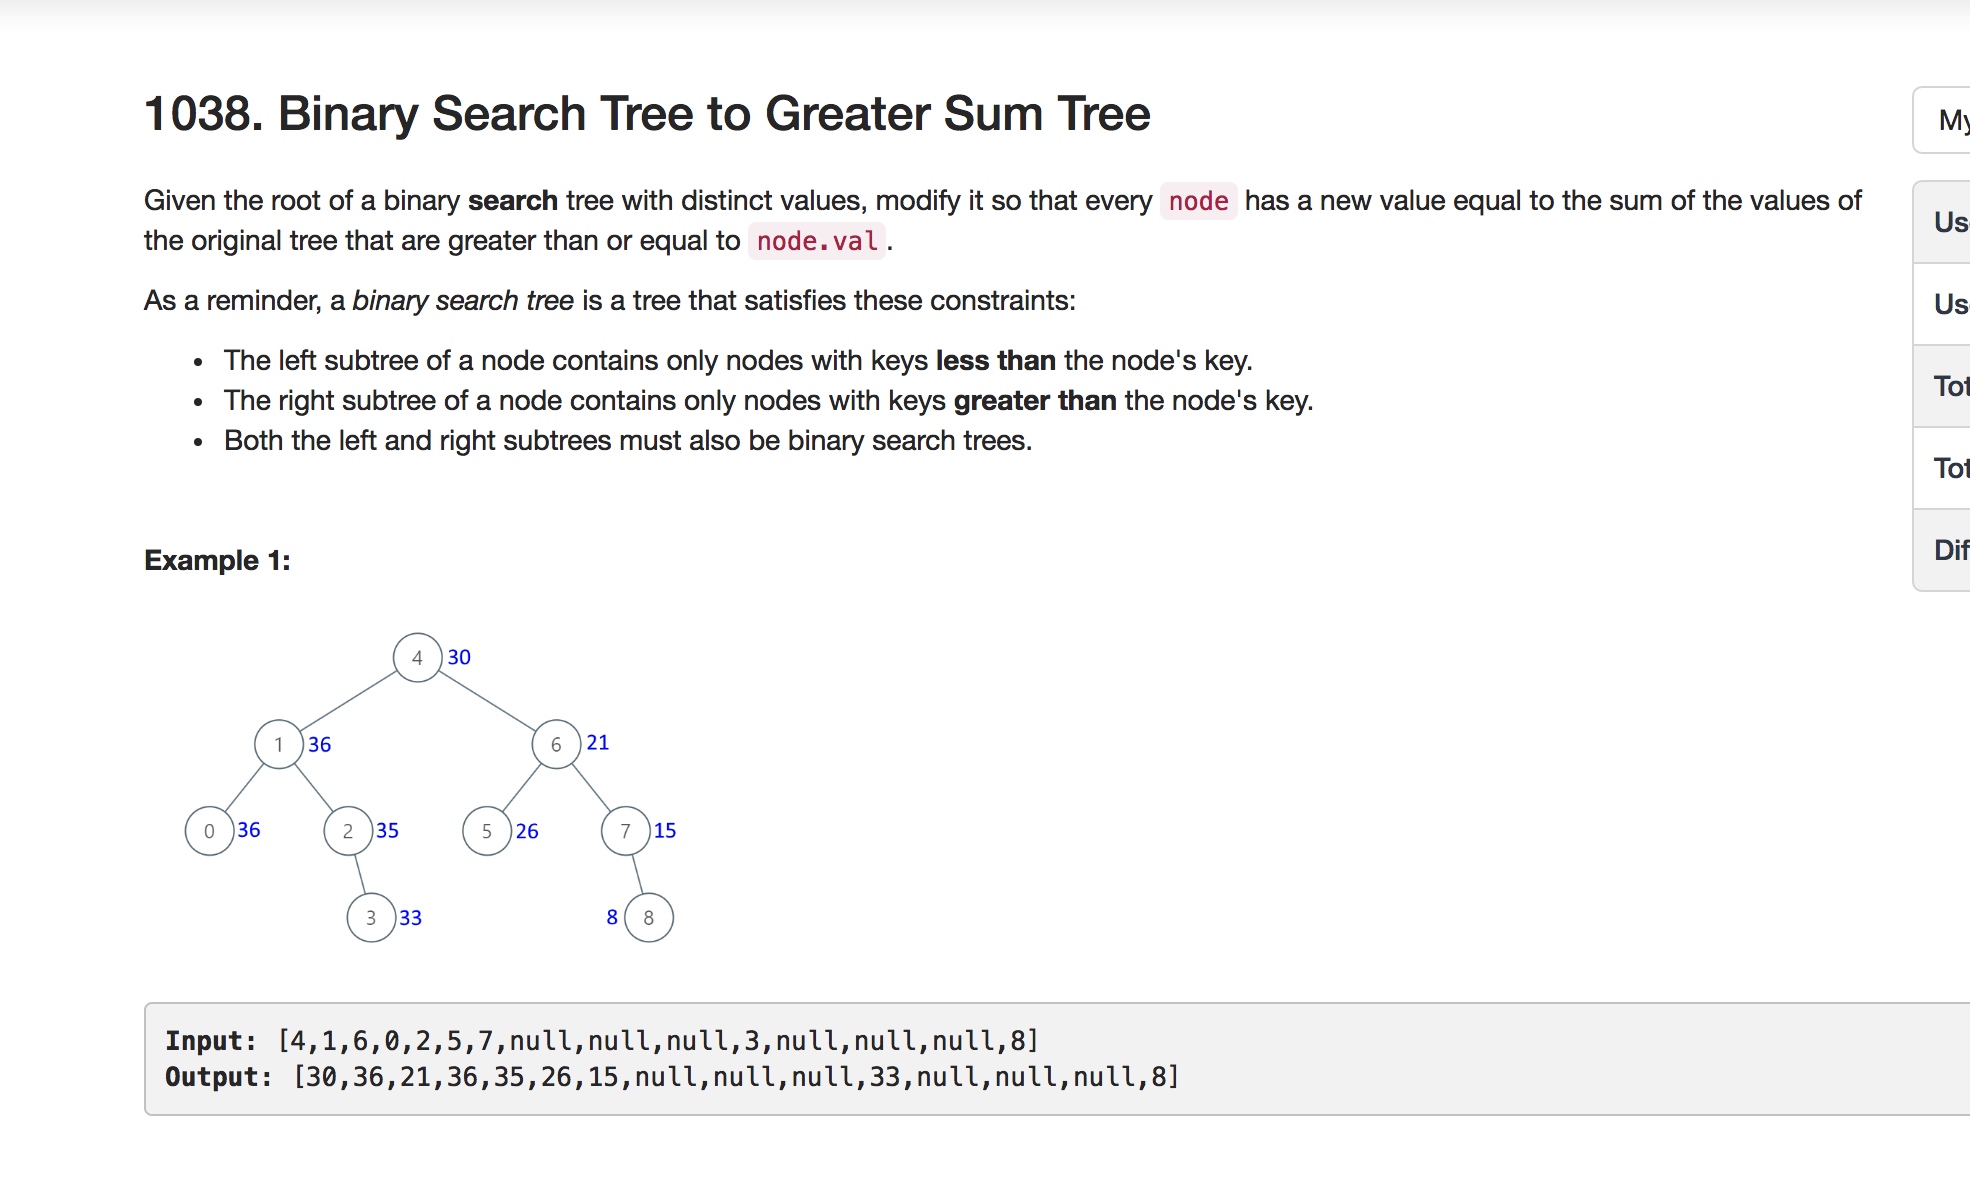 1038. Binary Search Tree to Greater Sum Tree
My
Given the root of a binary search tree with distinct values, modify it so that every node has a new value equal to the sum of the values of
the original tree that are greater than or equal to node.val.
Us
Us
As a reminder, a binary search tree is a tree that satisfies these constraints:
The left subtree of a node contains only nodes with keys less than the node's key.
Tot
The right subtree of a node contains only nodes with keys greater than the node's key.
Both the left and right subtrees must also be binary search trees.
Tot
Dif
Example 1:
4 30
1 36 6 21
0 36 2 35 5 26 7 15
3 33 8 8
Input: [4,1,6,0,2,5,7,null,null,null,3,null,null,null,8]
Output: [30,36,21,36,35,26,15,null,null,null,33,null,null,null,8]